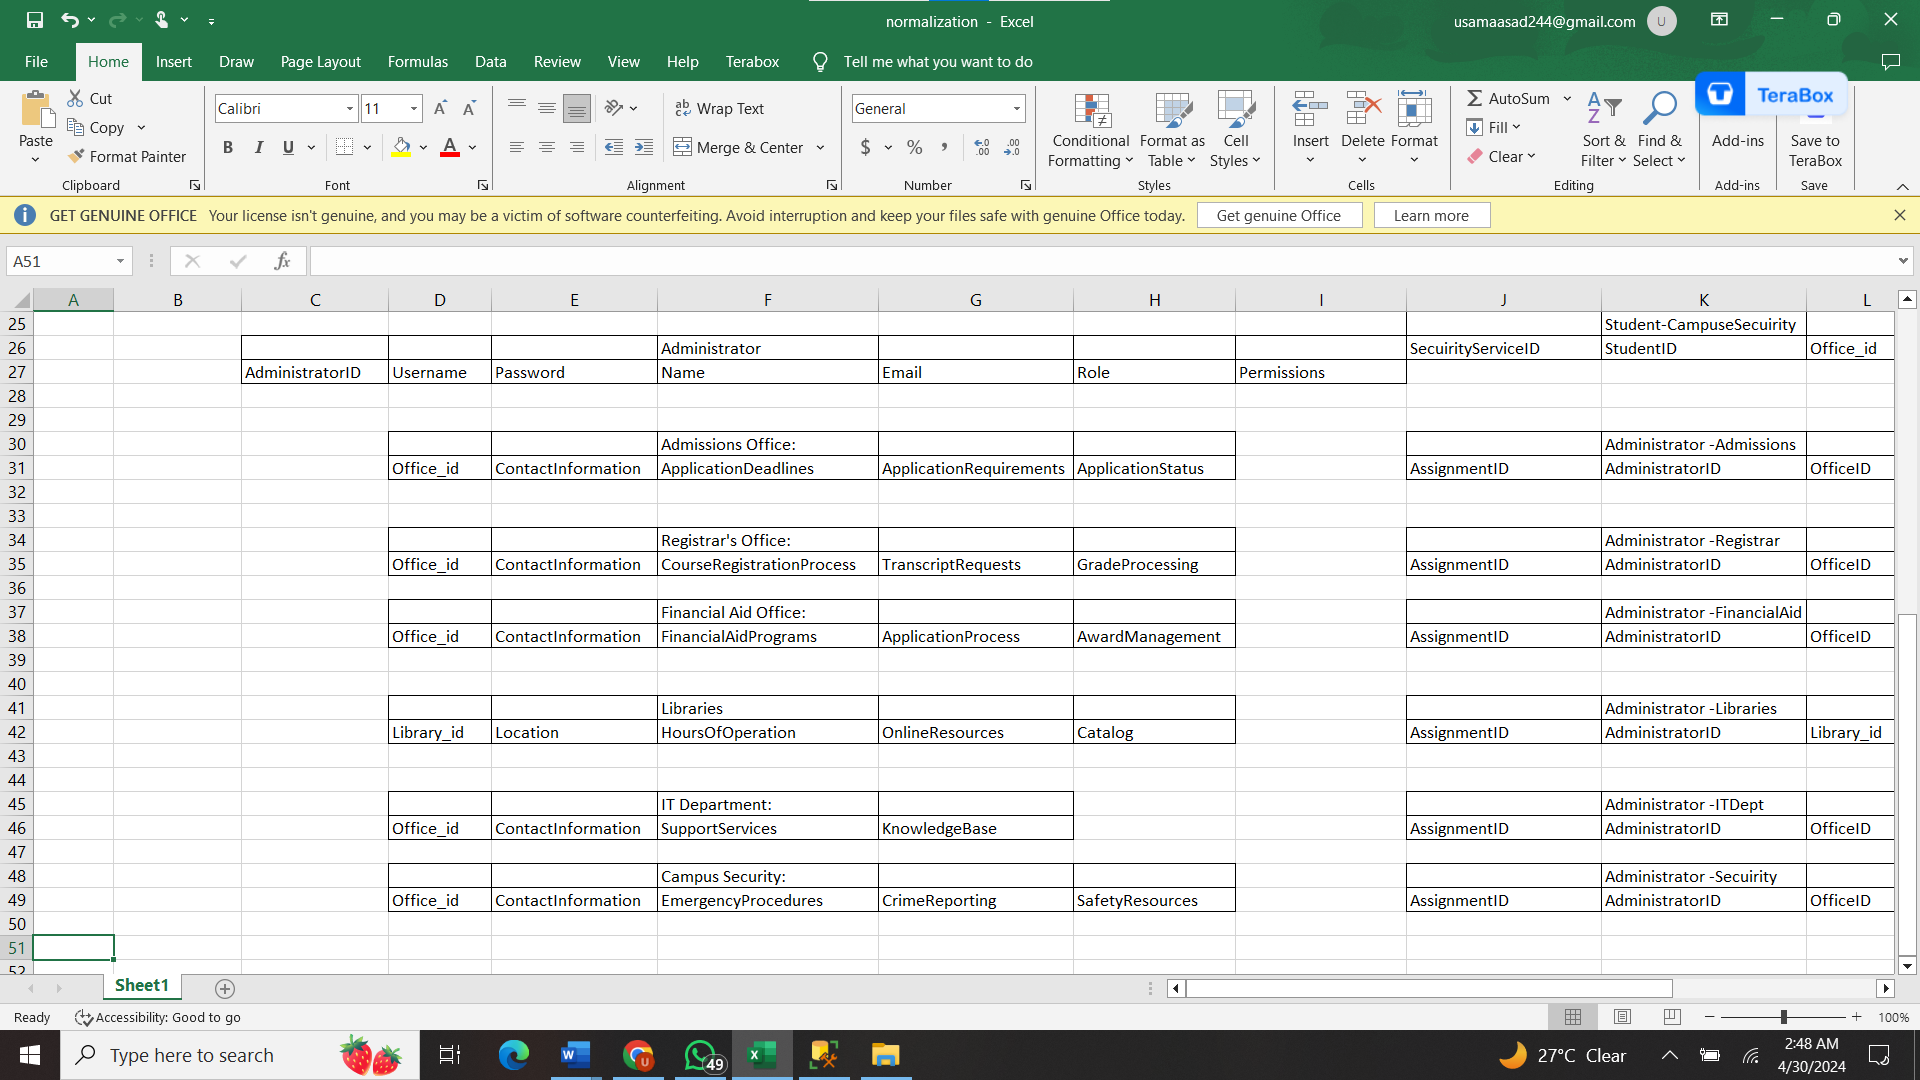 normalization - Excel
usamaasad244@gmail.com
U
File Home Insert Draw Page Layout Formulas Data Review View Help Terabox Tell me what you want to do
Paste
Cut
Copy
Format Painter
Clipboard
Calibri 11
B I U
Font
Wrap Text
Merge & Center
Alignment
General
$ % ,
Number
Conditional Formatting
Format as Table
Cell Styles
Styles
Insert
Delete
Format
Cells
AutoSum
Fill
Clear
Sort & Filter
Find & Select
Editing
Add-ins
Add-ins
TeraBox
Save to TeraBox
Save
GET GENUINE OFFICE Your license isn't genuine, and you may be a victim of software counterfeiting. Avoid interruption and keep your files safe with genuine Office today. Get genuine Office Learn more
A51 fx
A B C D E F G H I J K L
25 Student-CampuseSecuirity
26 Administrator SecuirityServiceID StudentID Office_id
27 AdministratorID Username Password Name Email Role Permissions
28
29
30 Admissions Office: Administrator -Admissions
31 Office_id ContactInformation ApplicationDeadlines ApplicationRequirements ApplicationStatus AssignmentID AdministratorID OfficeID
32
33
34 Registrar's Office: Administrator -Registrar
35 Office_id ContactInformation CourseRegistrationProcess TranscriptRequests GradeProcessing AssignmentID AdministratorID OfficeID
36
37 Financial Aid Office: Administrator -FinancialAid
38 Office_id ContactInformation FinancialAidPrograms ApplicationProcess AwardManagement AssignmentID AdministratorID OfficeID
39
40
41 Libraries Administrator -Libraries
42 Library_id Location HoursOfOperation OnlineResources Catalog AssignmentID AdministratorID Library_id
43
44
45 IT Department: Administrator -ITDept
46 Office_id ContactInformation SupportServices KnowledgeBase AssignmentID AdministratorID OfficeID
47
48 Campus Security: Administrator -Secuirity
49 Office_id ContactInformation EmergencyProcedures CrimeReporting SafetyResources AssignmentID AdministratorID OfficeID
50
51
52
Sheet1
Ready Accessibility: Good to go 100%
Type here to search
49
27°C Clear
2:48 AM
4/30/2024